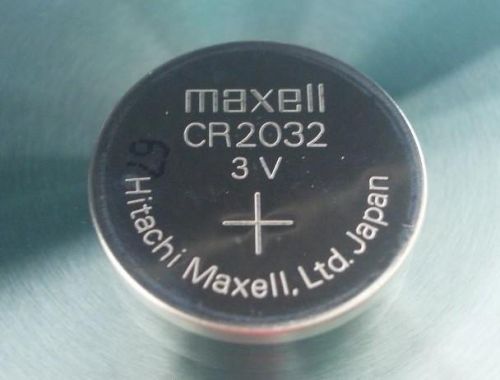 maxell
CR2032
3 V
+
Hitachi Maxell, Ltd. Japan